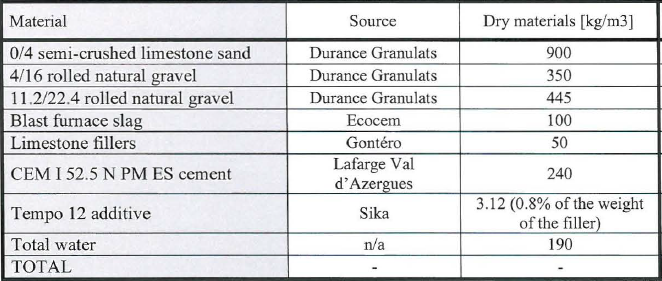 Material Source Dry materials [kg/m3]
0/4 semi-crushed limestone sand Durance Granulats 900
4/16 rolled natural gravel Durance Granulats 350
11.2/22.4 rolled natural gravel Durance Granulats 445
Blast furnace slag Ecocem 100
Limestone fillers Gontéro 50
CEM I 52.5 N PM ES cement Lafarge Val d'Azergues 240
Tempo 12 additive Sika 3.12 (0.8% of the weight of the filler)
Total water n/a 190
TOTAL - -